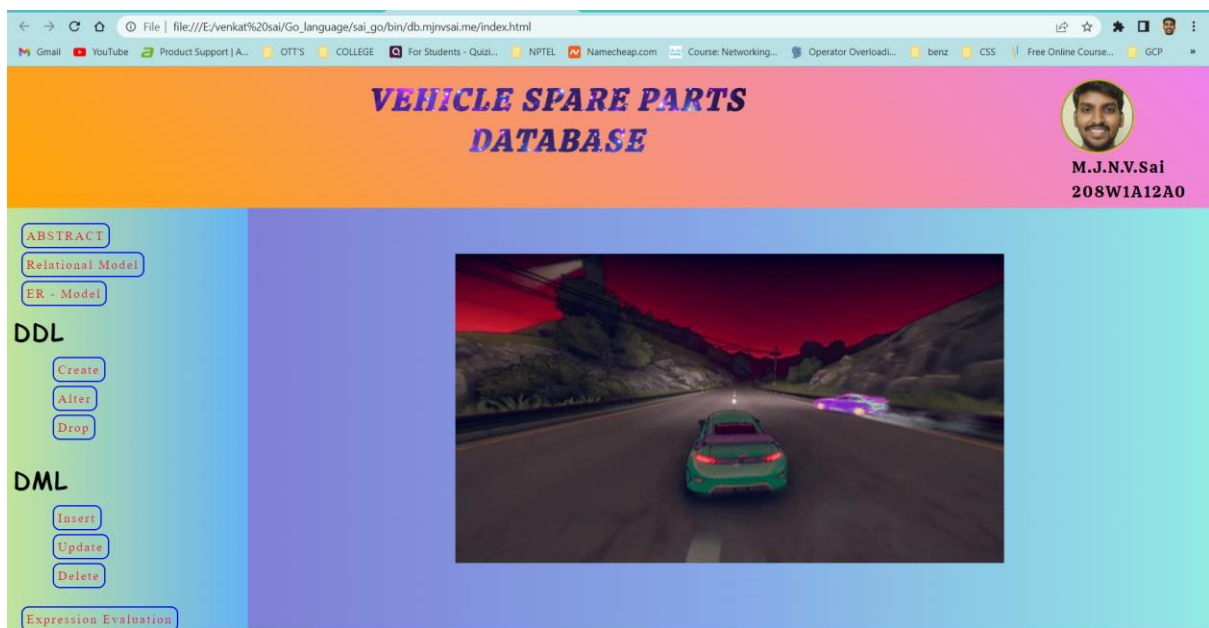 File | file:///E:/venkat%20sai/Go_language/sai_go/bin/db.mjnvsai.me/index.html
Gmail YouTube Product Support | A... OTT'S COLLEGE For Students - Quizi... NPTEL Namecheap.com Course: Networking... Operator Overloadi... benz CSS Free Online Course... GCP »
VEHICLE SPARE PARTS
DATABASE
M.J.N.V.Sai
208W1A12A0
ABSTRACT
Relational Model
ER - Model
DDL
Create
Alter
Drop
DML
Insert
Update
Delete
Expression Evaluation